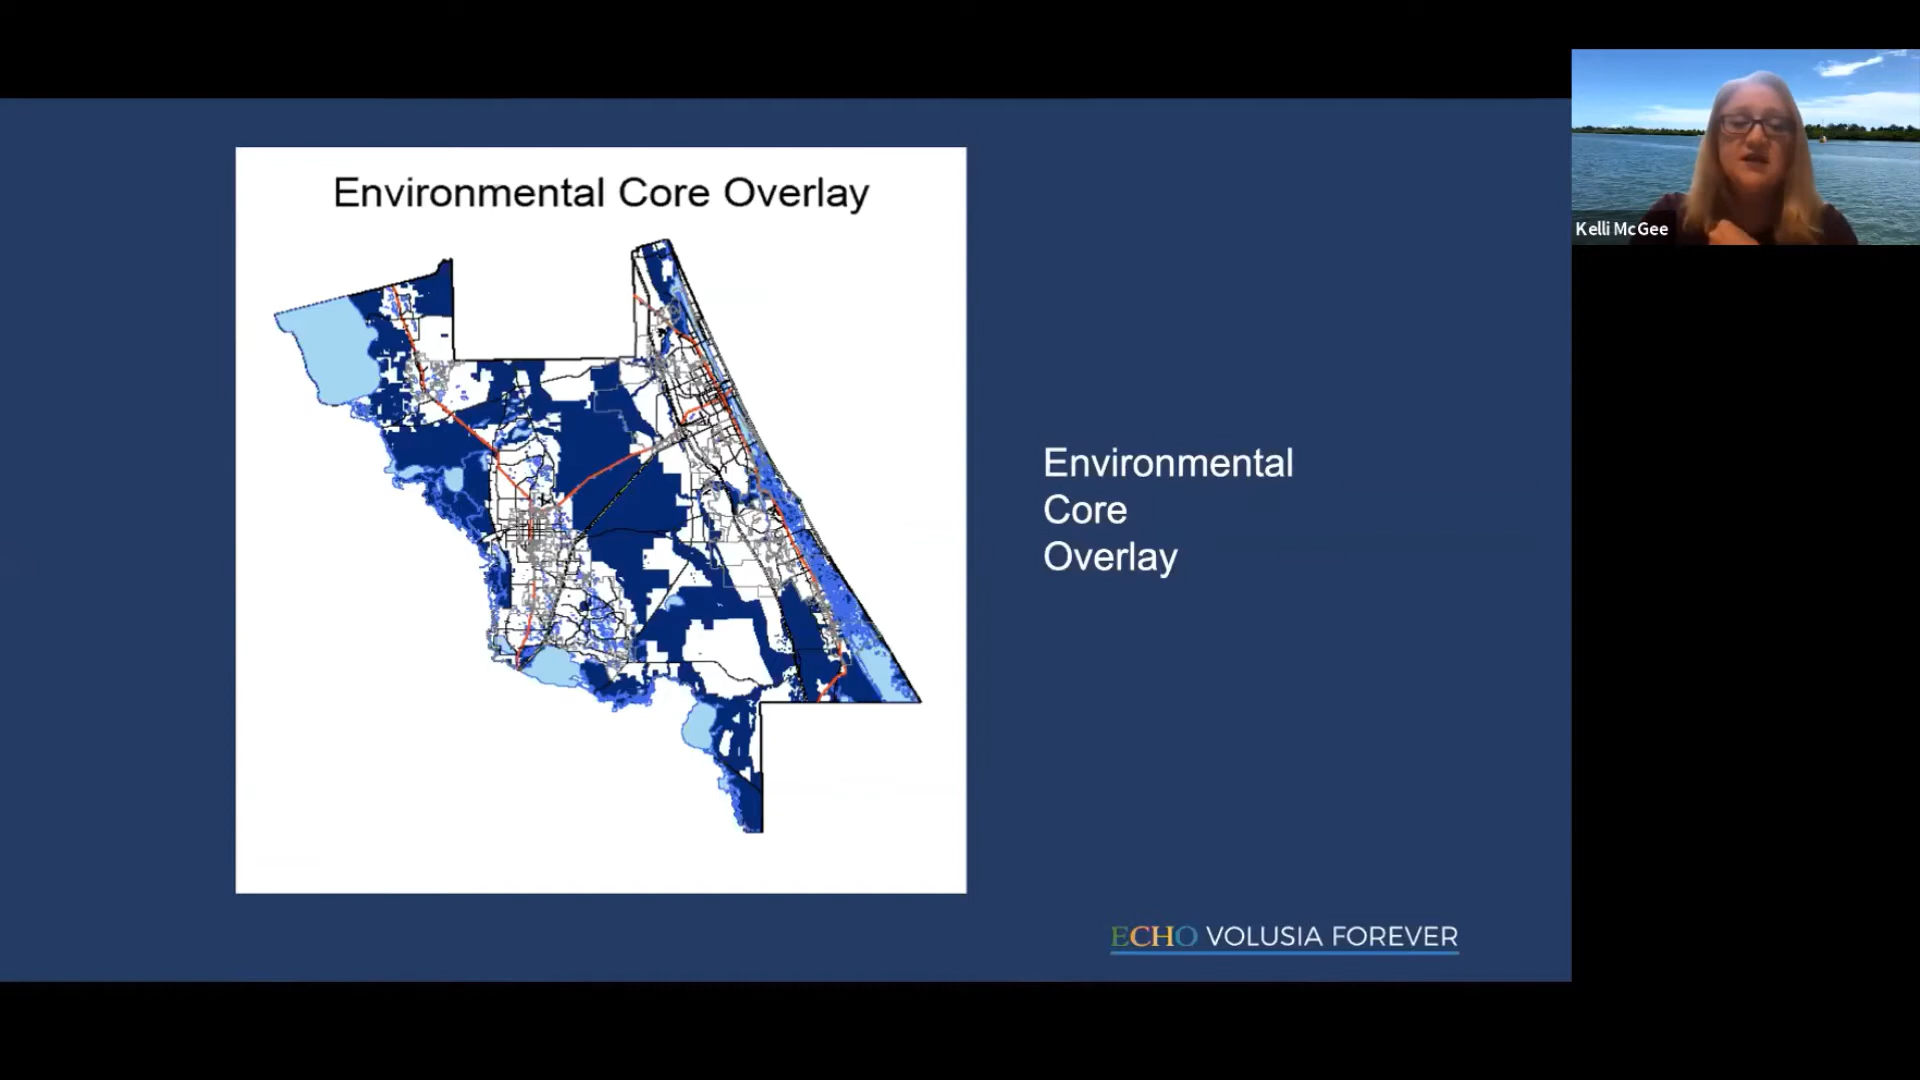 Environmental Core Overlay
Kelli McGee
Environmental
Core
Overlay
ECHO VOLUSIA FOREVER